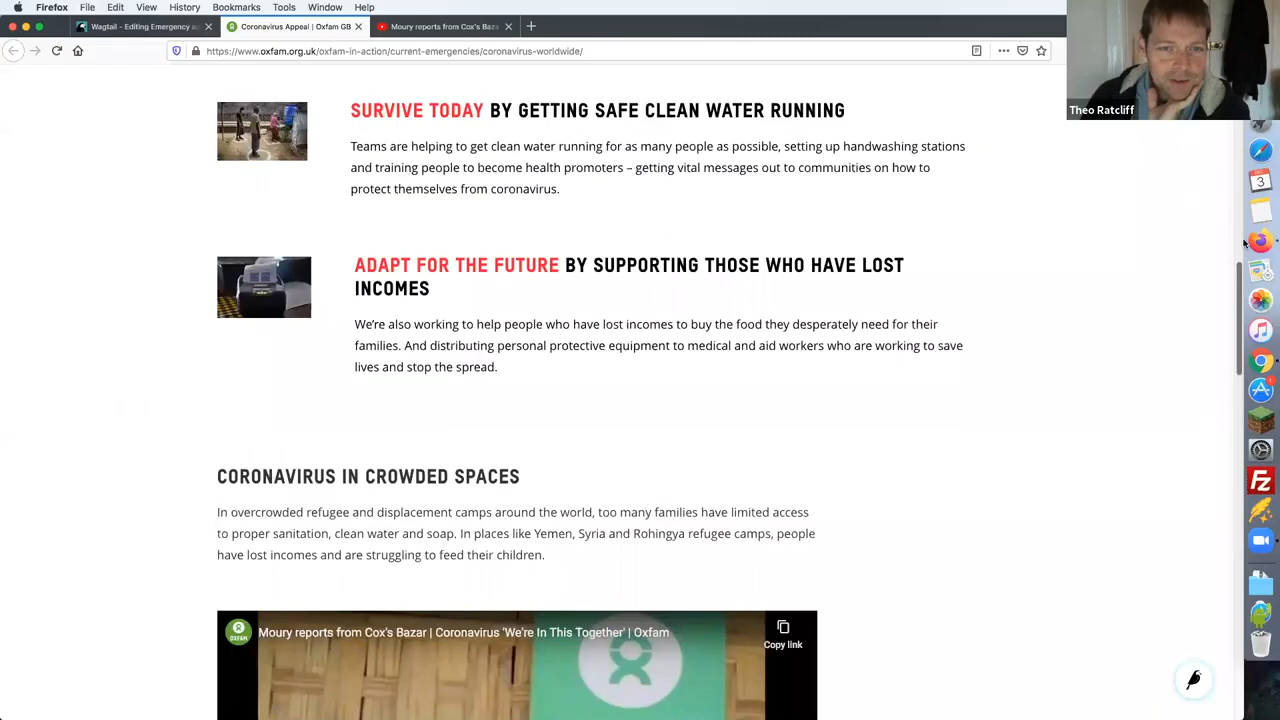 Firefox File Edit View History Bookmarks Tools Window Help
Wagtail - Editing Emergency
Coronavirus Appeal | Oxfam GB
Moury reports from Cox's Baza
https://www.oxfam.org.uk/oxfam-in-action/current-emergencies/coronavirus-worldwide/
Theo Ratcliff
SURVIVE TODAY BY GETTING SAFE CLEAN WATER RUNNING
Teams are helping to get clean water running for as many people as possible, setting up handwashing stations
and training people to become health promoters – getting vital messages out to communities on how to
protect themselves from coronavirus.
ADAPT FOR THE FUTURE BY SUPPORTING THOSE WHO HAVE LOST
INCOMES
We're also working to help people who have lost incomes to buy the food they desperately need for their
families. And distributing personal protective equipment to medical and aid workers who are working to save
lives and stop the spread.
CORONAVIRUS IN CROWDED SPACES
In overcrowded refugee and displacement camps around the world, too many families have limited access
to proper sanitation, clean water and soap. In places like Yemen, Syria and Rohingya refugee camps, people
have lost incomes and are struggling to feed their children.
OXFAM
Moury reports from Cox's Bazar | Coronavirus 'We're In This Together' | Oxfam
Copy link
3
Fz